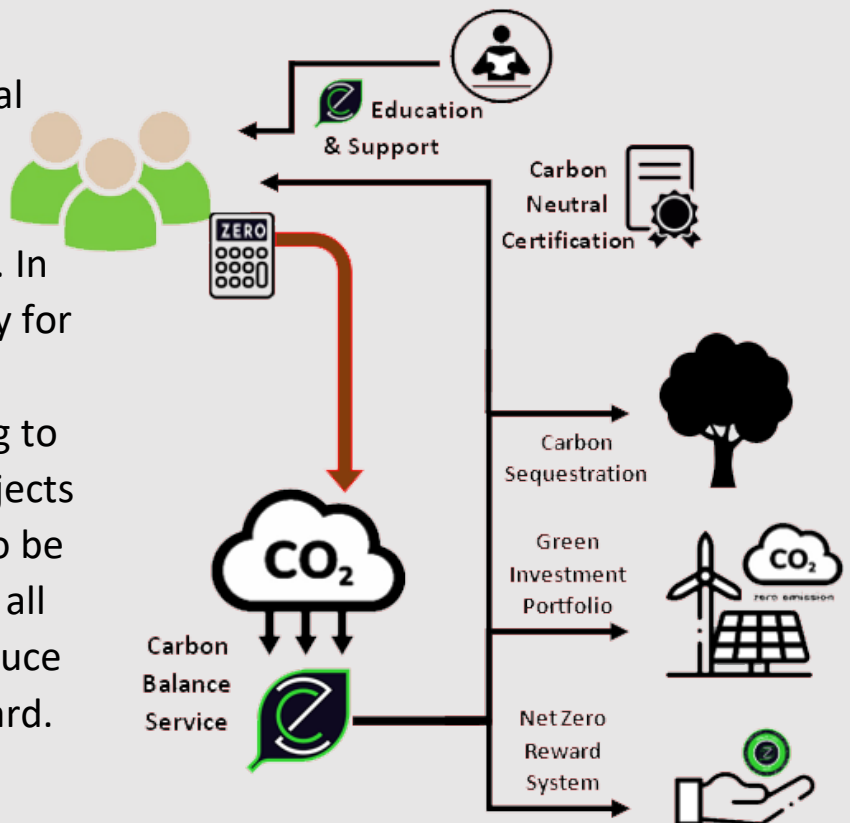 al
. In
y for
g to
jects
o be
all
uce
ard.
Education
& Support
ZERO
Carbon
Neutral
Certification
Carbon
Sequestration
CO₂
Green
Investment
Portfolio
CO₂
zero emission
Carbon
Balance
Service
Net Zero
Reward
System